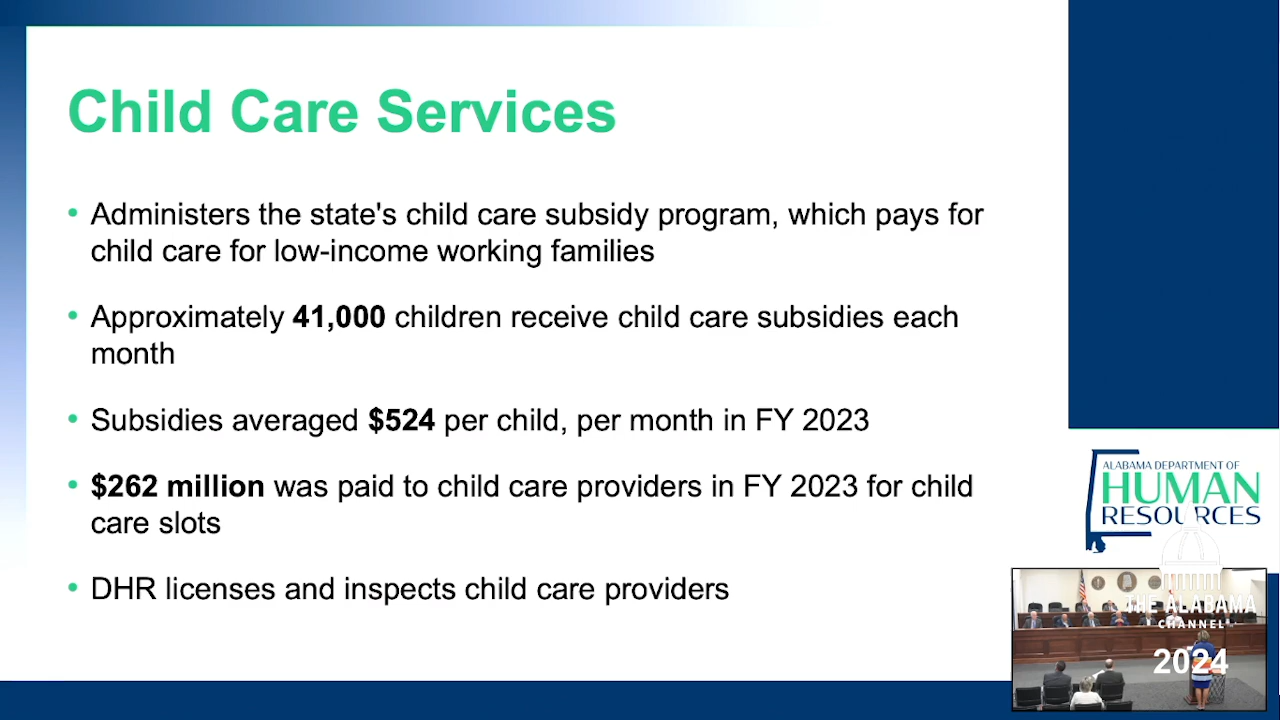 Child Care Services
• Administers the state's child care subsidy program, which pays for
child care for low-income working families
• Approximately 41,000 children receive child care subsidies each
month
• Subsidies averaged $524 per child, per month in FY 2023
• $262 million was paid to child care providers in FY 2023 for child
care slots
• DHR licenses and inspects child care providers
ALABAMA DEPARTMENT OF
HUMAN
RESOURCES
THE ALABAMA
CHANNEL
2024